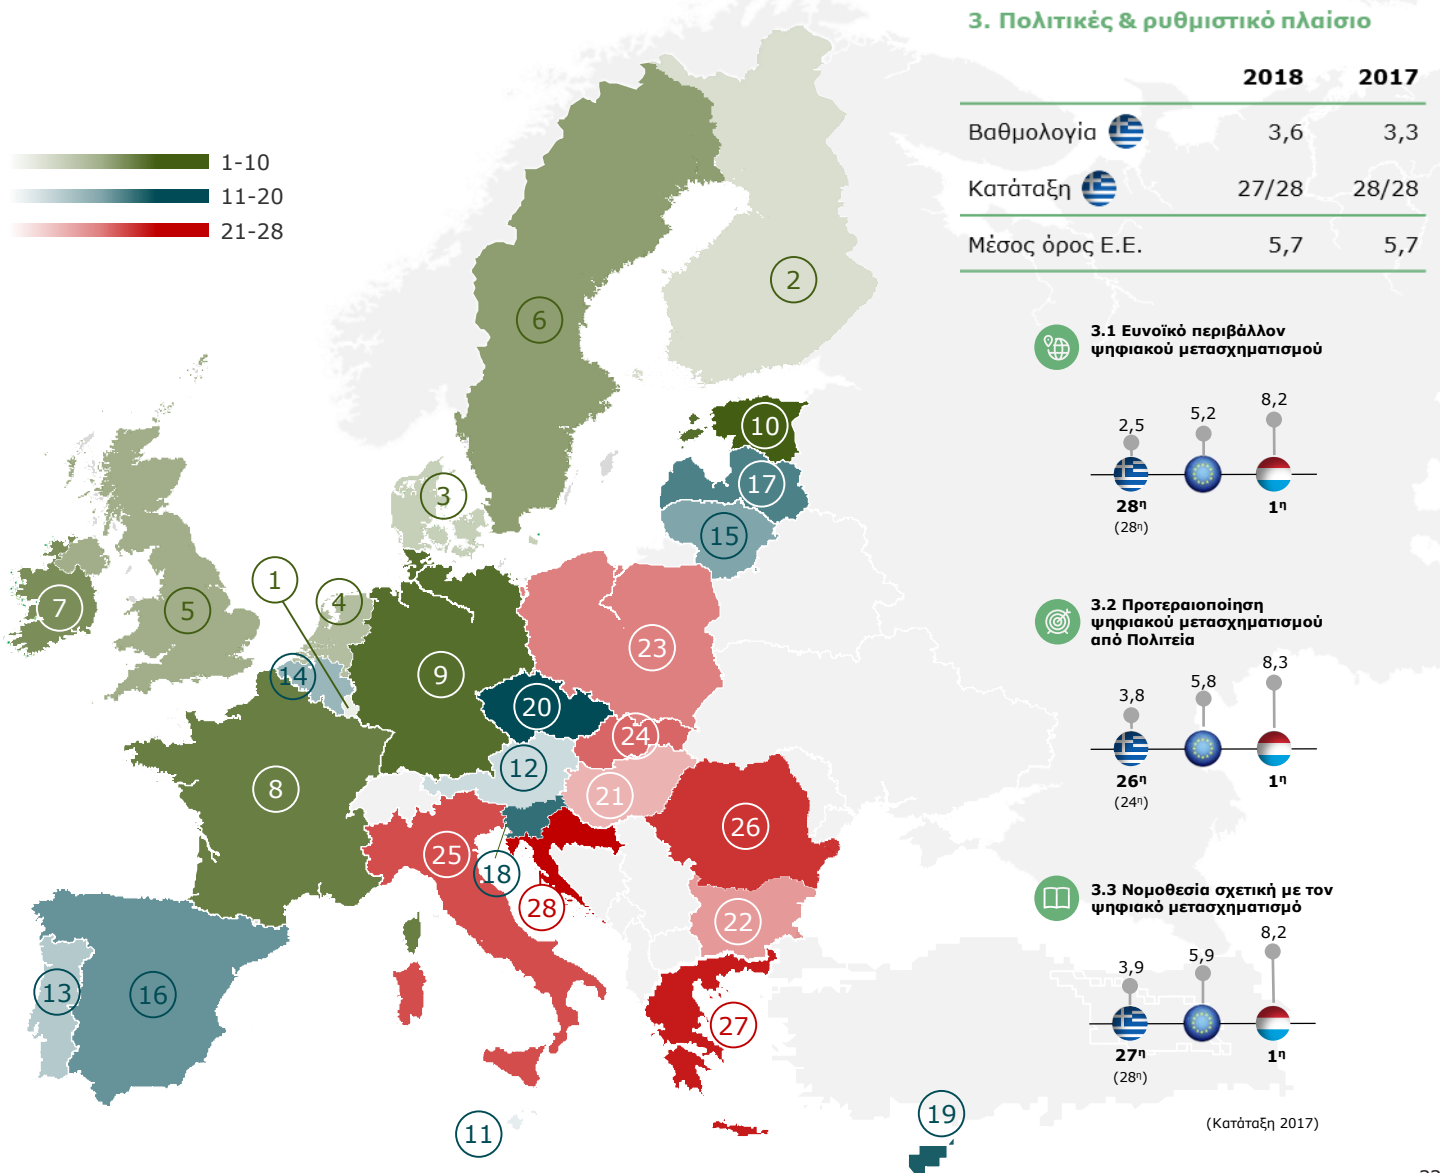 3. Πολιτικές & ρυθμιστικό πλαίσιο
2018 2017
Βαθμολογία 3,6 3,3
Κατάταξη 27/28 28/28
Μέσος όρος Ε.Ε. 5,7 5,7
1-10
11-20
21-28
2
6
10
17
3
15
1
4
7
5
23
14
9
20
24
12
8
21
26
25
18
28
22
13
16
27
19
11
3.1 Ευνοϊκό περιβάλλον
ψηφιακού μετασχηματισμού
2,5 5,2 8,2
28η 1η
(28η)
3.2 Προτεραιοποίηση
ψηφιακού μετασχηματισμού
από Πολιτεία
3,8 5,8 8,3
26η 1η
(24η)
3.3 Νομοθεσία σχετική με τον
ψηφιακό μετασχηματισμό
3,9 5,9 8,2
27η 1η
(28η)
(Κατάταξη 2017)